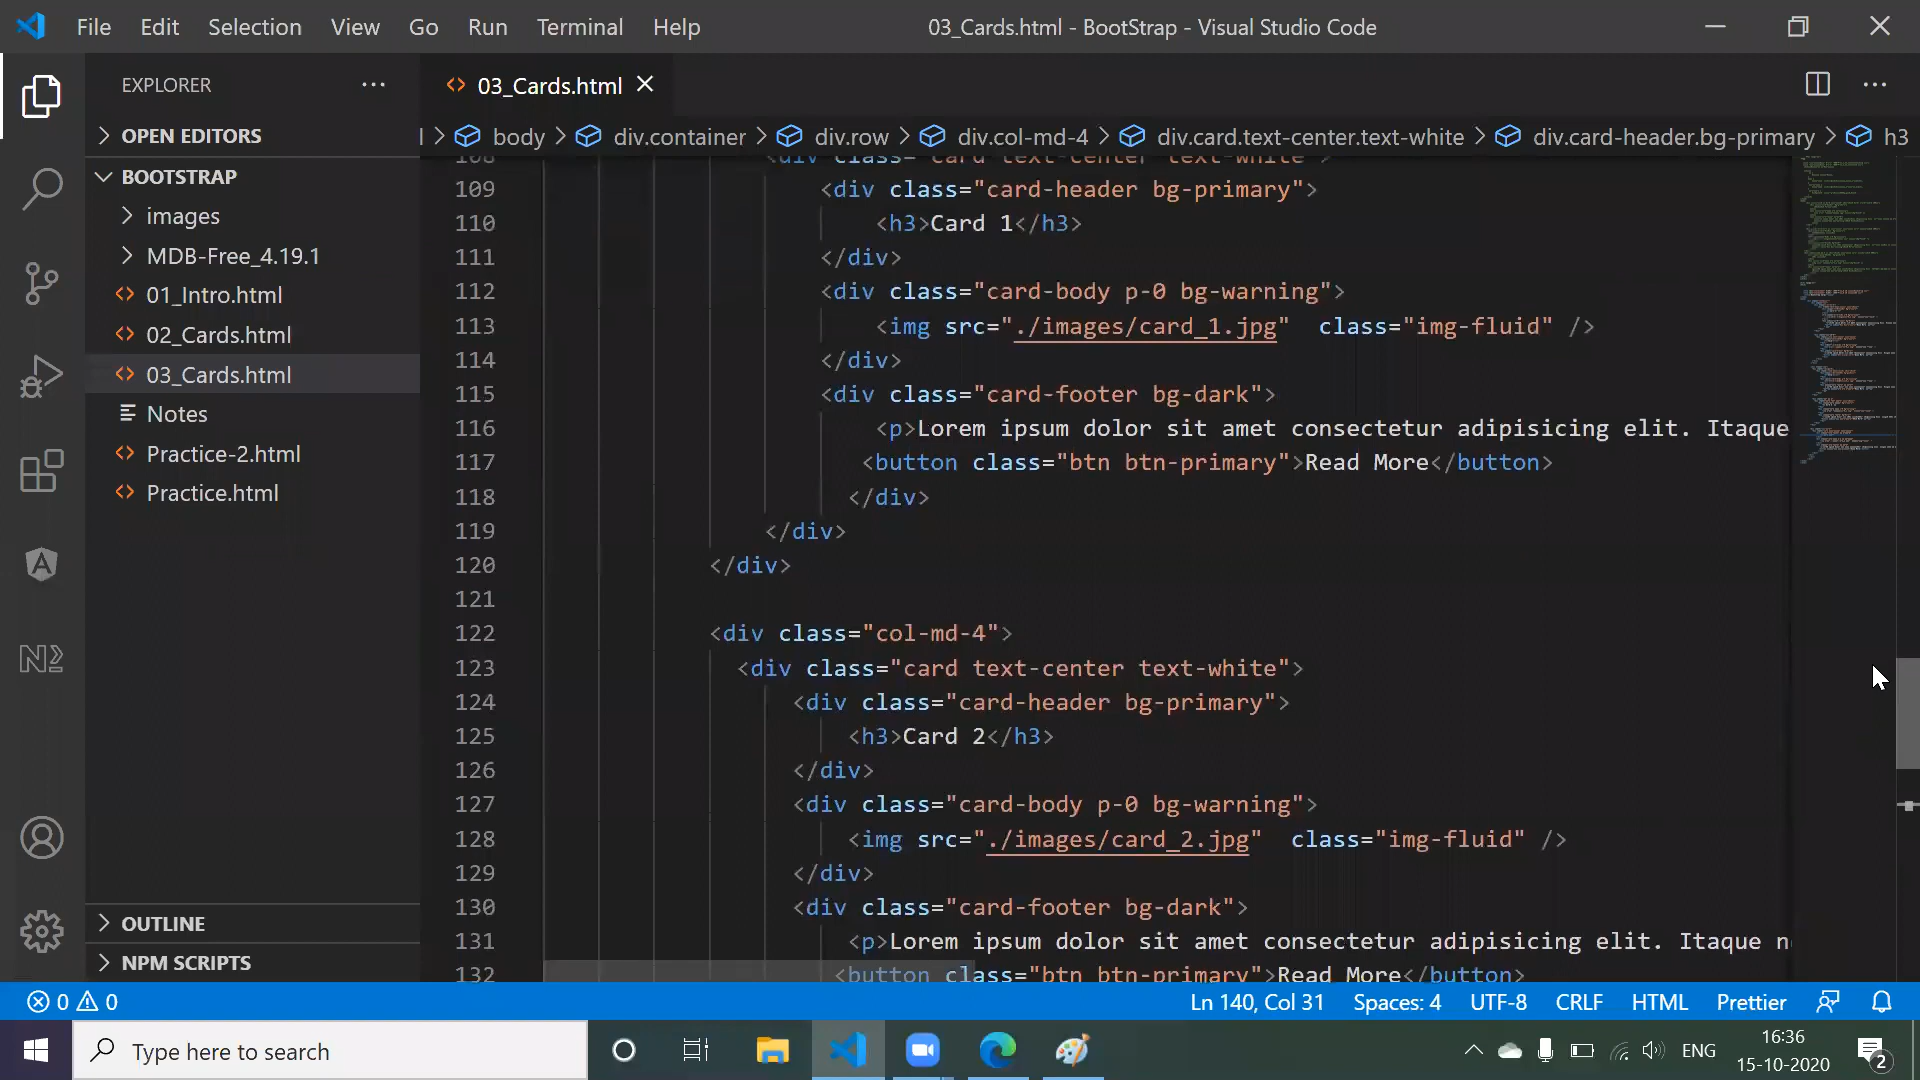 File Edit Selection View Go Run Terminal Help 03_Cards.html - BootStrap - Visual Studio Code
EXPLORER
OPEN EDITORS
BOOTSTRAP
images
MDB-Free_4.19.1
01_Intro.html
02_Cards.html
03_Cards.html
Notes
Practice-2.html
Practice.html
OUTLINE
NPM SCRIPTS
03_Cards.html
body div.container div.row div.col-md-4 div.card.text-center.text-white div.card-header.bg-primary h3
108 <div class="card text-center text-white">
109 <div class="card-header bg-primary">
110 <h3>Card 1</h3>
111 </div>
112 <div class="card-body p-0 bg-warning">
113 <img src="./images/card_1.jpg" class="img-fluid" />
114 </div>
115 <div class="card-footer bg-dark">
116 <p>Lorem ipsum dolor sit amet consectetur adipisicing elit. Itaque
117 <button class="btn btn-primary">Read More</button>
118 </div>
119 </div>
120 </div>
121
122 <div class="col-md-4">
123 <div class="card text-center text-white">
124 <div class="card-header bg-primary">
125 <h3>Card 2</h3>
126 </div>
127 <div class="card-body p-0 bg-warning">
128 <img src="./images/card_2.jpg" class="img-fluid" />
129 </div>
130 <div class="card-footer bg-dark">
131 <p>Lorem ipsum dolor sit amet consectetur adipisicing elit. Itaque
132 <button class="btn btn-primary">Read More</button>
0 0 Ln 140, Col 31 Spaces: 4 UTF-8 CRLF HTML Prettier
Type here to search
ENG
16:36
15-10-2020
2